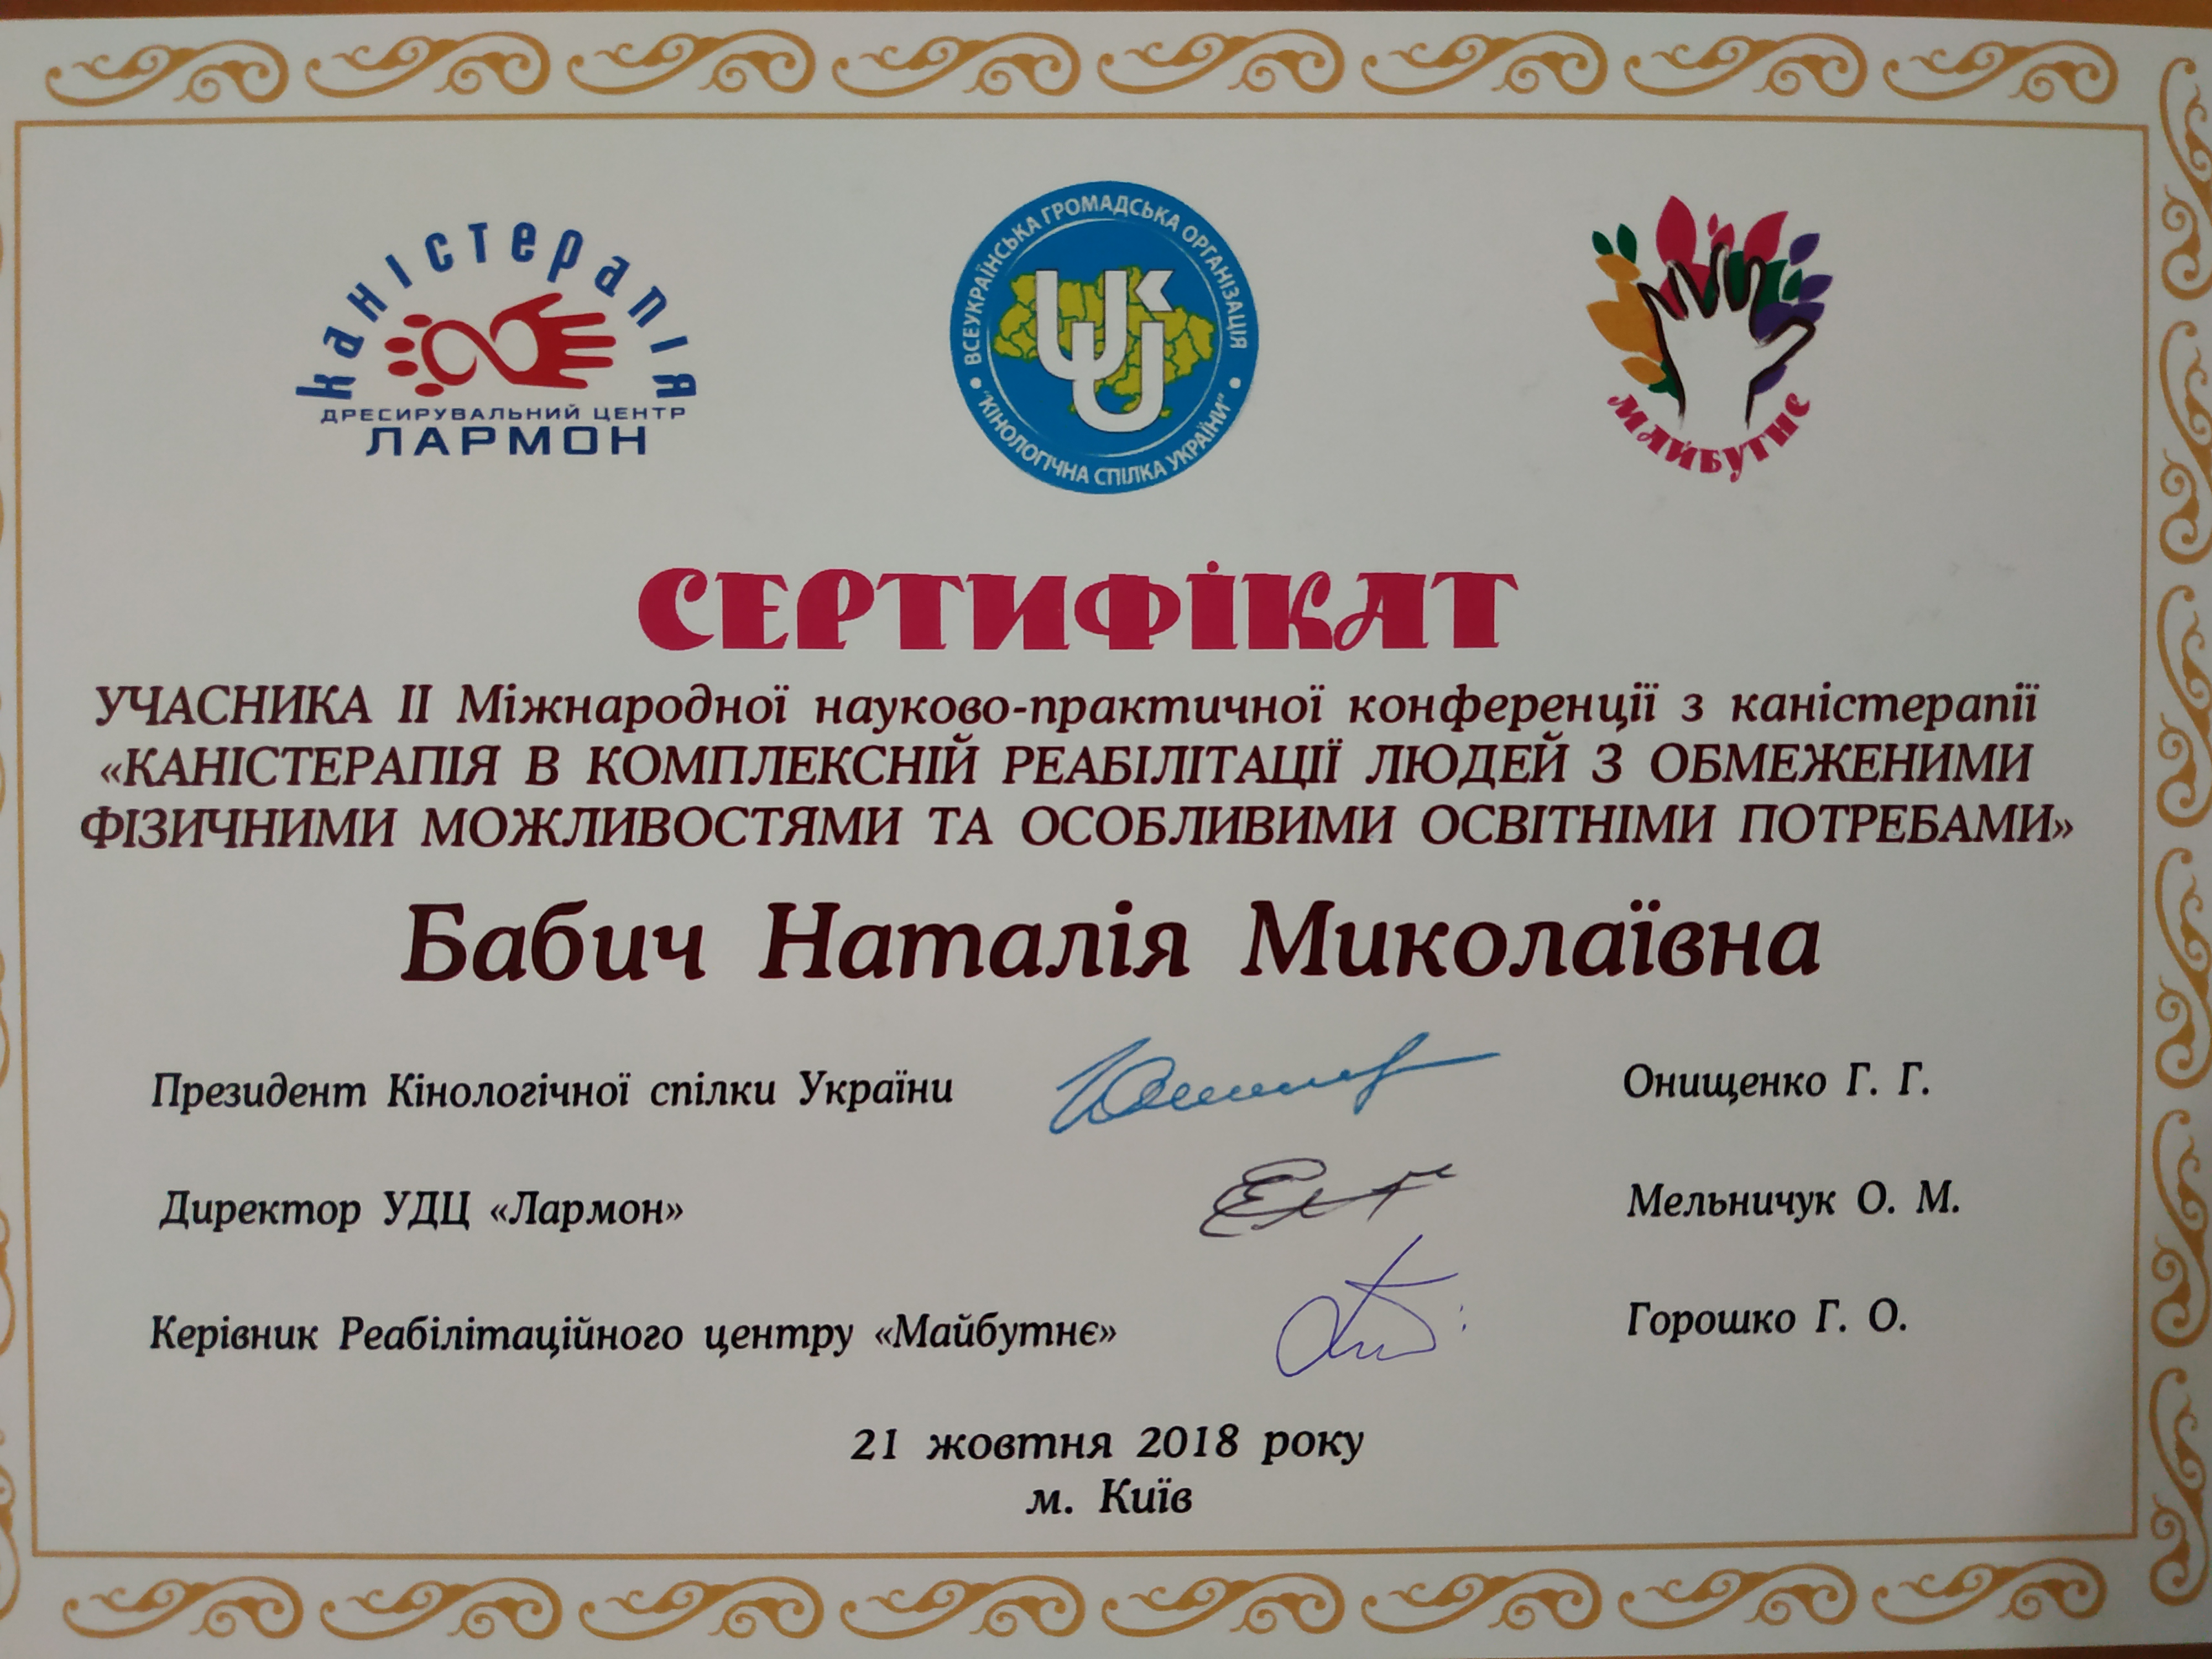 каністерапія
ДРЕСИРУВАЛЬНИЙ ЦЕНТР
ЛАРМОН
ВСЕУКРАЇНСЬКА ГРОМАДСЬКА ОРГАНІЗАЦІЯ
"КІНОЛОГІЧНА СПІЛКА УКРАЇНИ"
UKU
МАЙБУТНЄ
СЕРТИФІКАТ
УЧАСНИКА II Міжнародної науково-практичної конференції з каністерапії
«КАНІСТЕРАПІЯ В КОМПЛЕКСНІЙ РЕАБІЛІТАЦІЇ ЛЮДЕЙ З ОБМЕЖЕНИМИ
ФІЗИЧНИМИ МОЖЛИВОСТЯМИ ТА ОСОБЛИВИМИ ОСВІТНІМИ ПОТРЕБАМИ»
Бабич Наталія Миколаївна
Президент Кінологічної спілки України Онищенко Г. Г.
Директор УДЦ «Лармон» Мельничук О. М.
Керівник Реабілітаційного центру «Майбутнє» Горошко Г. О.
21 жовтня 2018 року
м. Київ